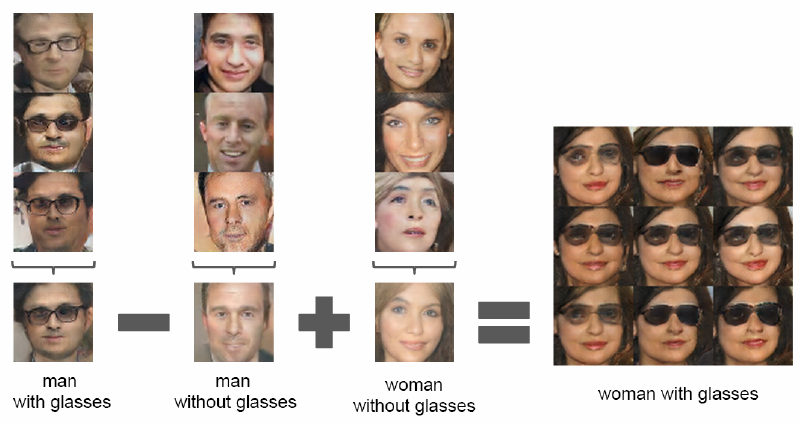 man
with glasses
man
without glasses
woman
without glasses
woman with glasses